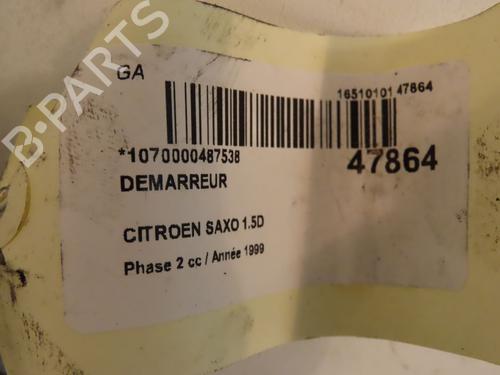 GA
16510101 47864
*1070000487538
47864
DEMARREUR
CITROEN SAXO 1.5D
Phase 2 cc / Année 1999
B-PARTS